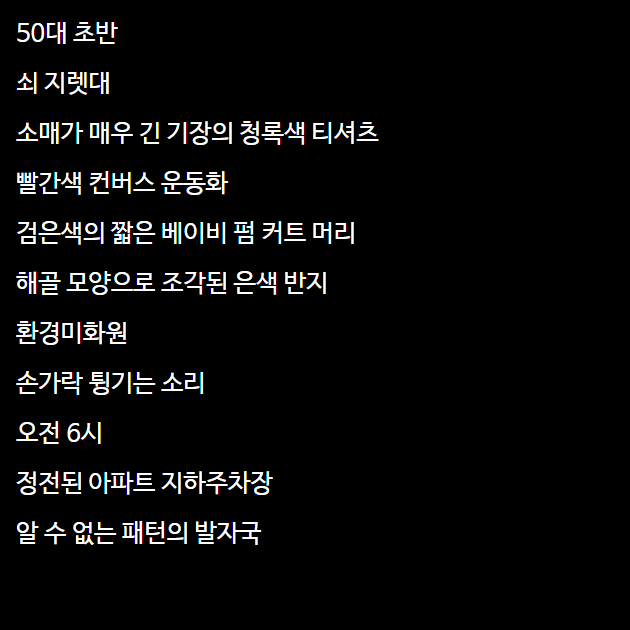 50대 초반
쇠 지렛대
소매가 매우 긴 기장의 청록색 티셔츠
빨간색 컨버스 운동화
검은색의 짧은 베이비 펌 커트 머리
해골 모양으로 조각된 은색 반지
환경미화원
손가락 튕기는 소리
오전 6시
정전된 아파트 지하주차장
알 수 없는 패턴의 발자국